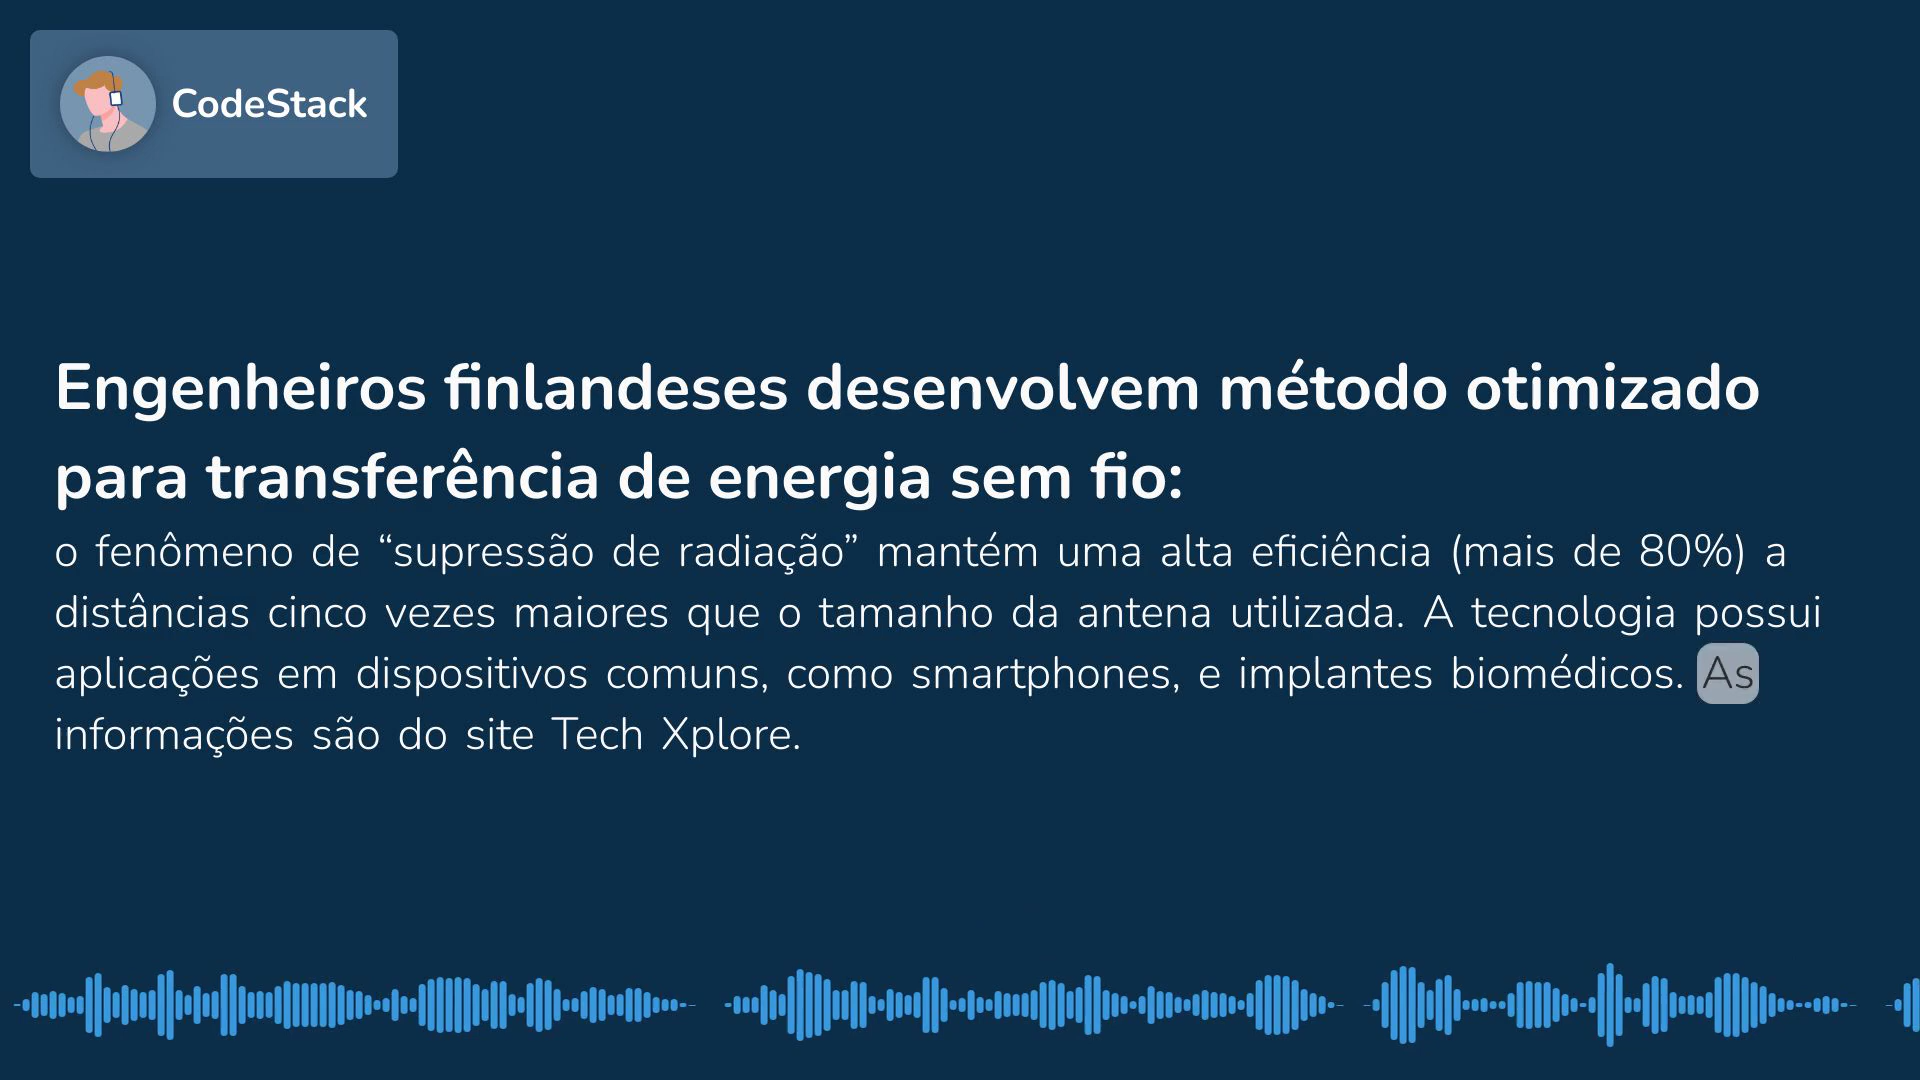 CodeStack
Engenheiros finlandeses desenvolvem método otimizado
para transferência de energia sem fio:
o fenômeno de “supressão de radiação” mantém uma alta eficiência (mais de 80%) a
distâncias cinco vezes maiores que o tamanho da antena utilizada. A tecnologia possui
aplicações em dispositivos comuns, como smartphones, e implantes biomédicos. As
informações são do site Tech Xplore.